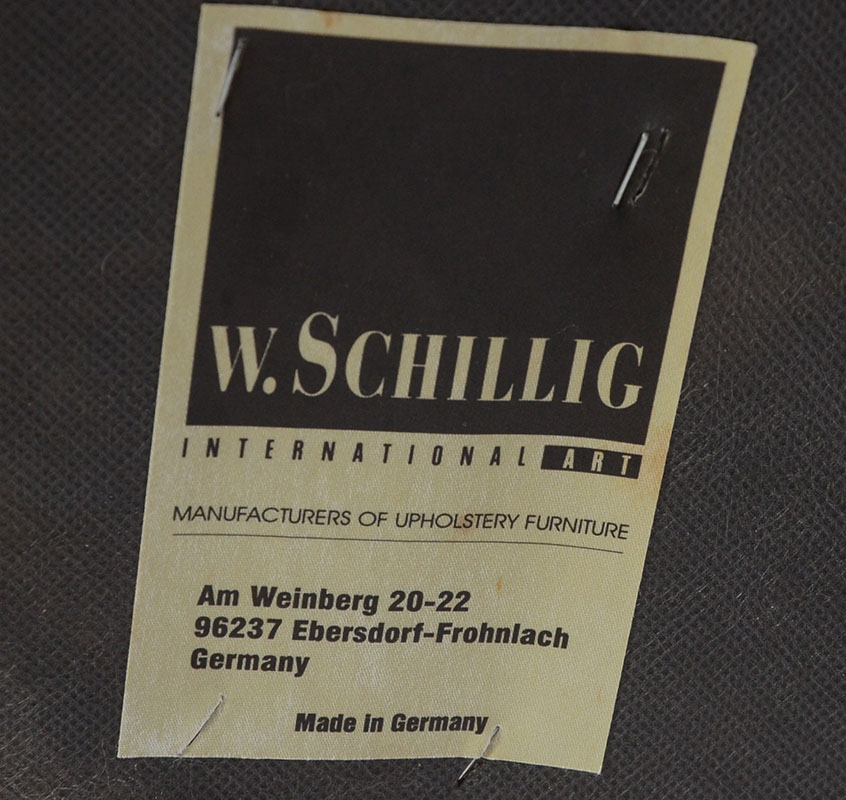 W. SCHILLIG
INTERNATIONAL ART
MANUFACTURERS OF UPHOLSTERY FURNITURE
Am Weinberg 20-22
96237 Ebersdorf-Frohnlach
Germany
Made in Germany